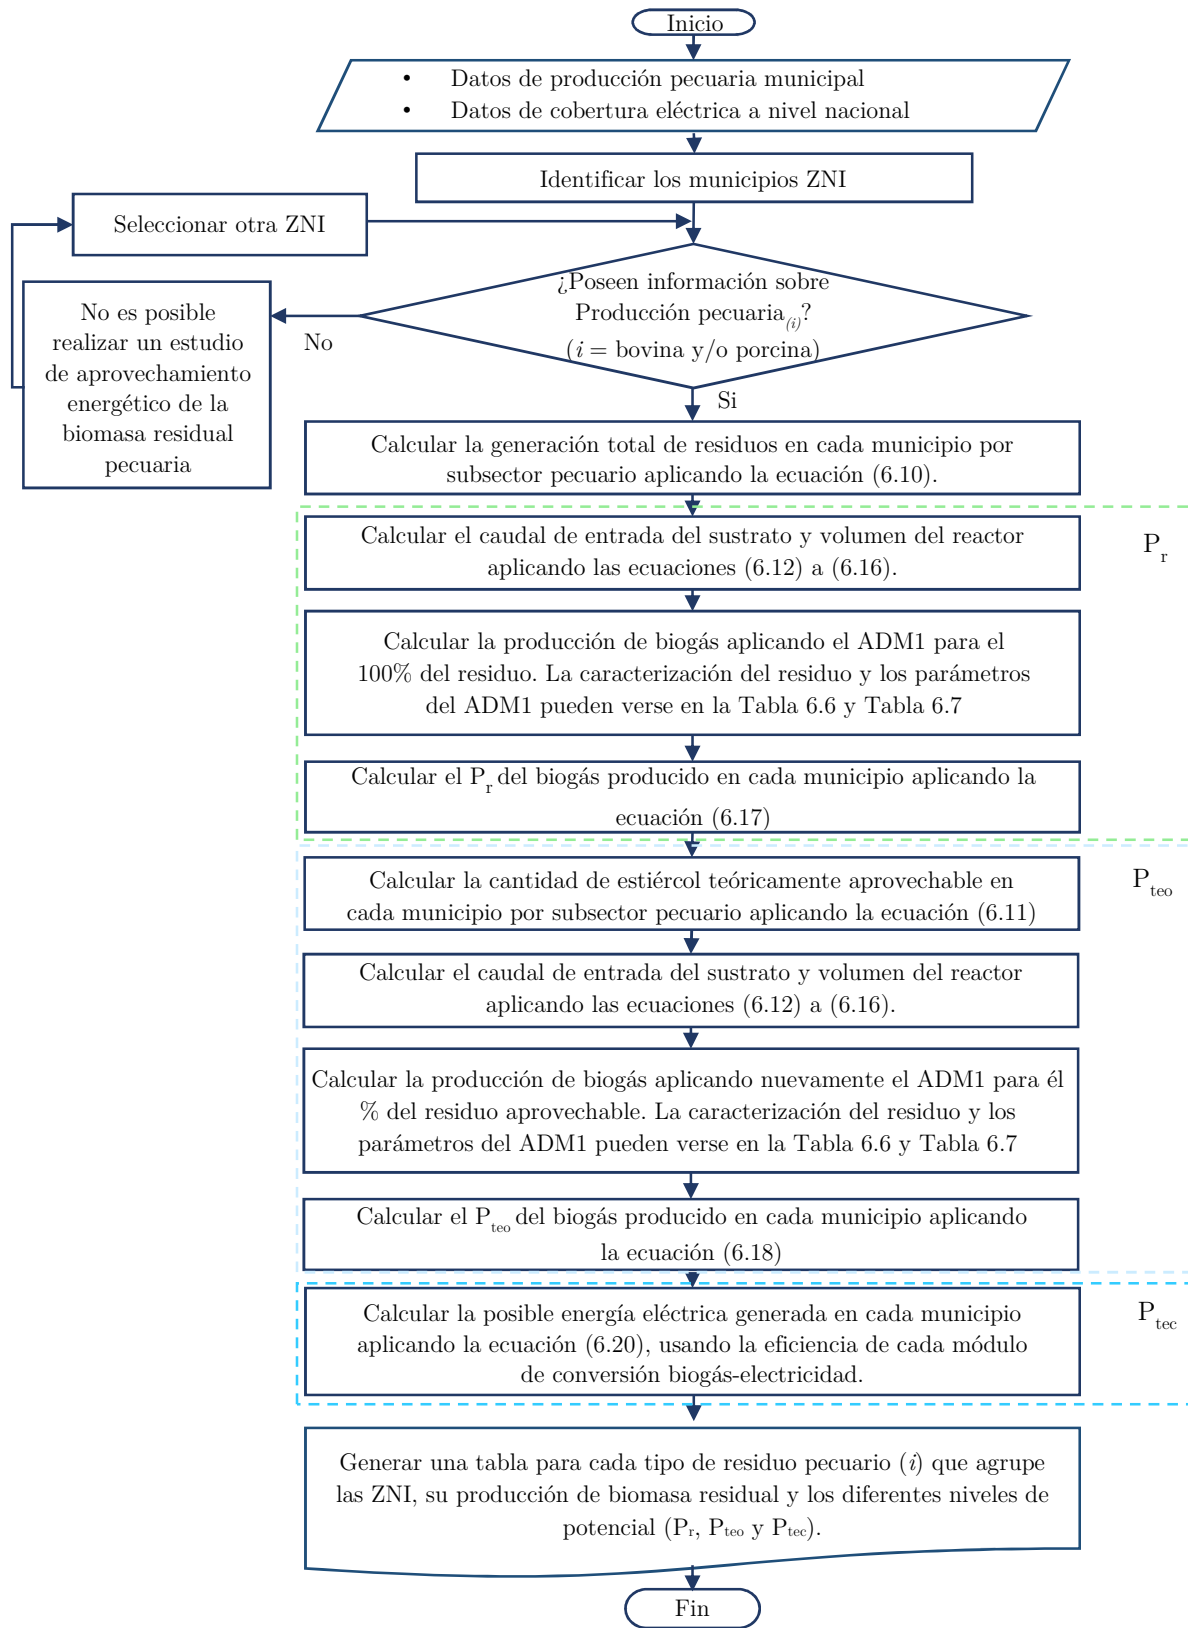 Inicio
• Datos de producción pecuaria municipal
• Datos de cobertura eléctrica a nivel nacional
Identificar los municipios ZNI
Seleccionar otra ZNI
¿Poseen información sobre
Producción pecuaria(i)?
(i = bovina y/o porcina)
No
No es posible
realizar un estudio
de aprovechamiento
energético de la
biomasa residual
pecuaria
Si
Calcular la generación total de residuos en cada municipio por
subsector pecuario aplicando la ecuación (6.10).
Pr
Calcular el caudal de entrada del sustrato y volumen del reactor
aplicando las ecuaciones (6.12) a (6.16).
Calcular la producción de biogás aplicando el ADM1 para el
100% del residuo. La caracterización del residuo y los parámetros
del ADM1 pueden verse en la Tabla 6.6 y Tabla 6.7
Calcular el Pr del biogás producido en cada municipio aplicando la
ecuación (6.17)
Pteo
Calcular la cantidad de estiércol teóricamente aprovechable en
cada municipio por subsector pecuario aplicando la ecuación (6.11)
Calcular el caudal de entrada del sustrato y volumen del reactor
aplicando las ecuaciones (6.12) a (6.16).
Calcular la producción de biogás aplicando nuevamente el ADM1 para él
% del residuo aprovechable. La caracterización del residuo y los
parámetros del ADM1 pueden verse en la Tabla 6.6 y Tabla 6.7
Calcular el Pteo del biogás producido en cada municipio aplicando
la ecuación (6.18)
Ptec
Calcular la posible energía eléctrica generada en cada municipio
aplicando la ecuación (6.20), usando la eficiencia de cada módulo
de conversión biogás-electricidad.
Generar una tabla para cada tipo de residuo pecuario (i) que agrupe
las ZNI, su producción de biomasa residual y los diferentes niveles de
potencial (Pr, Pteo y Ptec).
Fin